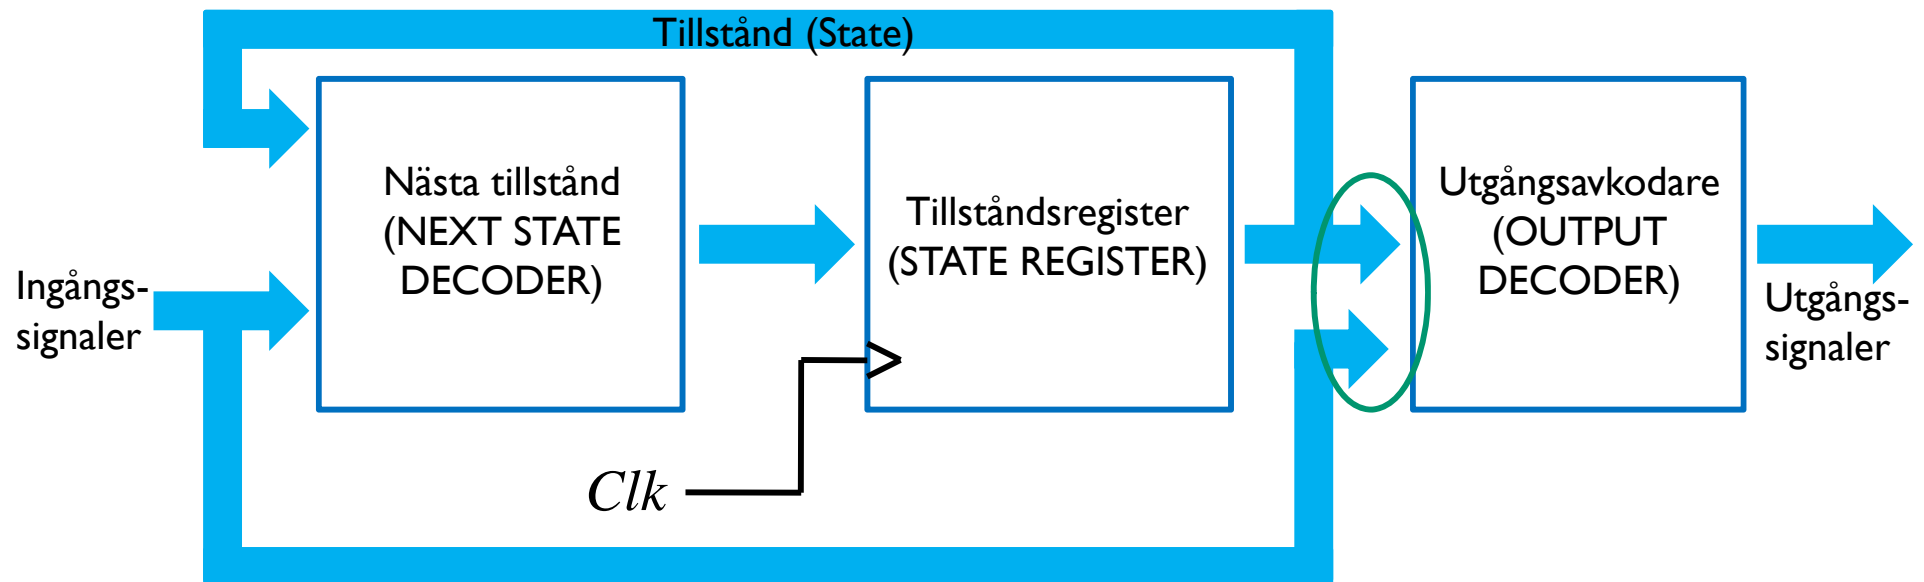 Tillstånd (State)
Nästa tillstånd
(NEXT STATE
DECODER)
Tillståndsregister
(STATE REGISTER)
Utgångsavkodare
(OUTPUT
DECODER)
Ingångs-
signaler
Utgångs-
signaler
Clk